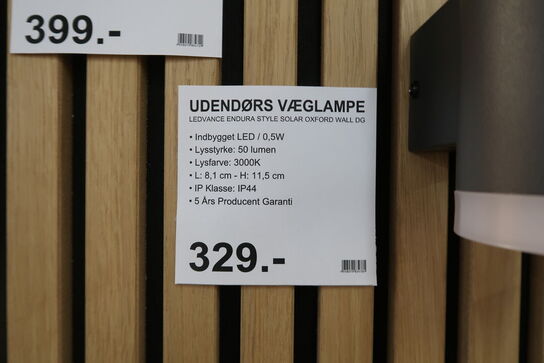 399.-
UDENDØRS VÆGLAMPE
LEDVANCE ENDURA STYLE SOLAR OXFORD WALL DG
• Indbygget LED / 0,5W
• Lysstyrke: 50 lumen
• Lysfarve: 3000K
• L: 8,1 cm - H: 11,5 cm
• IP Klasse: IP44
• 5 Års Producent Garanti
329.-